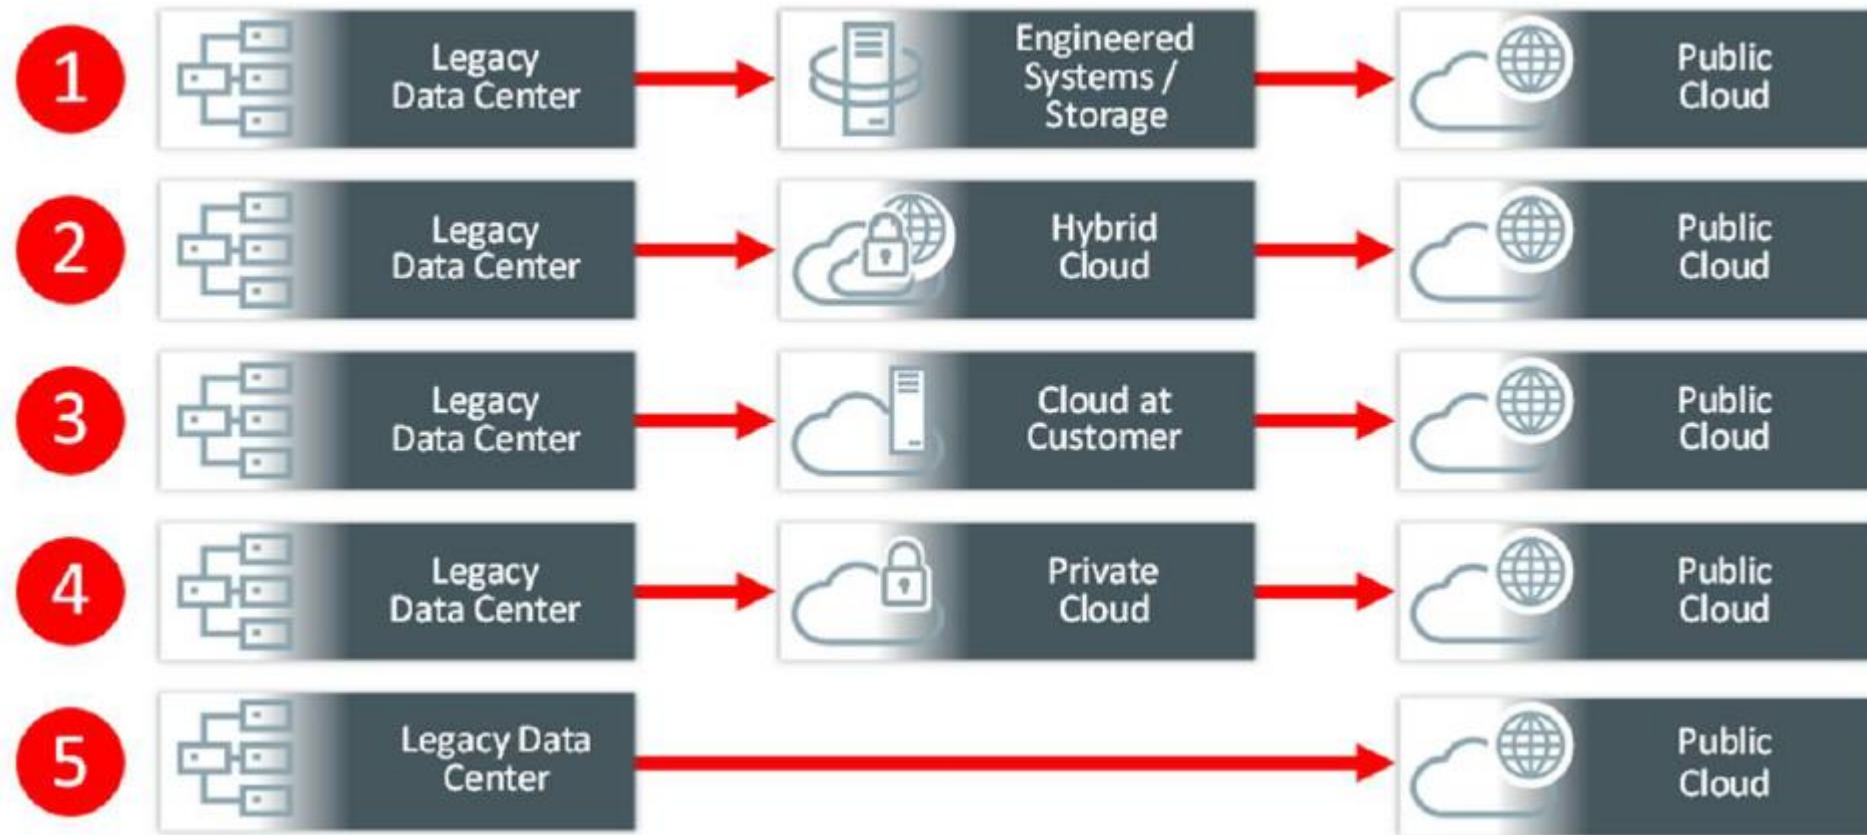 1
Legacy
Data Center
Engineered
Systems /
Storage
Public
Cloud
2
Legacy
Data Center
Hybrid
Cloud
Public
Cloud
3
Legacy
Data Center
Cloud at
Customer
Public
Cloud
4
Legacy
Data Center
Private
Cloud
Public
Cloud
5
Legacy Data
Center
Public
Cloud